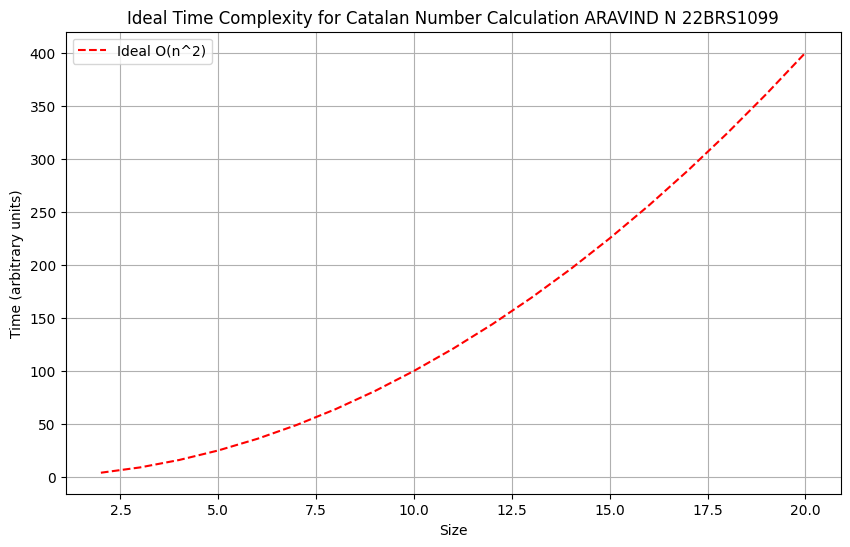 Ideal Time Complexity for Catalan Number Calculation ARAVIND N 22BRS1099
Ideal O(n^2)
400
350
300
250
200
150
100
50
0
Time (arbitrary units)
2.5 5.0 7.5 10.0 12.5 15.0 17.5 20.0
Size